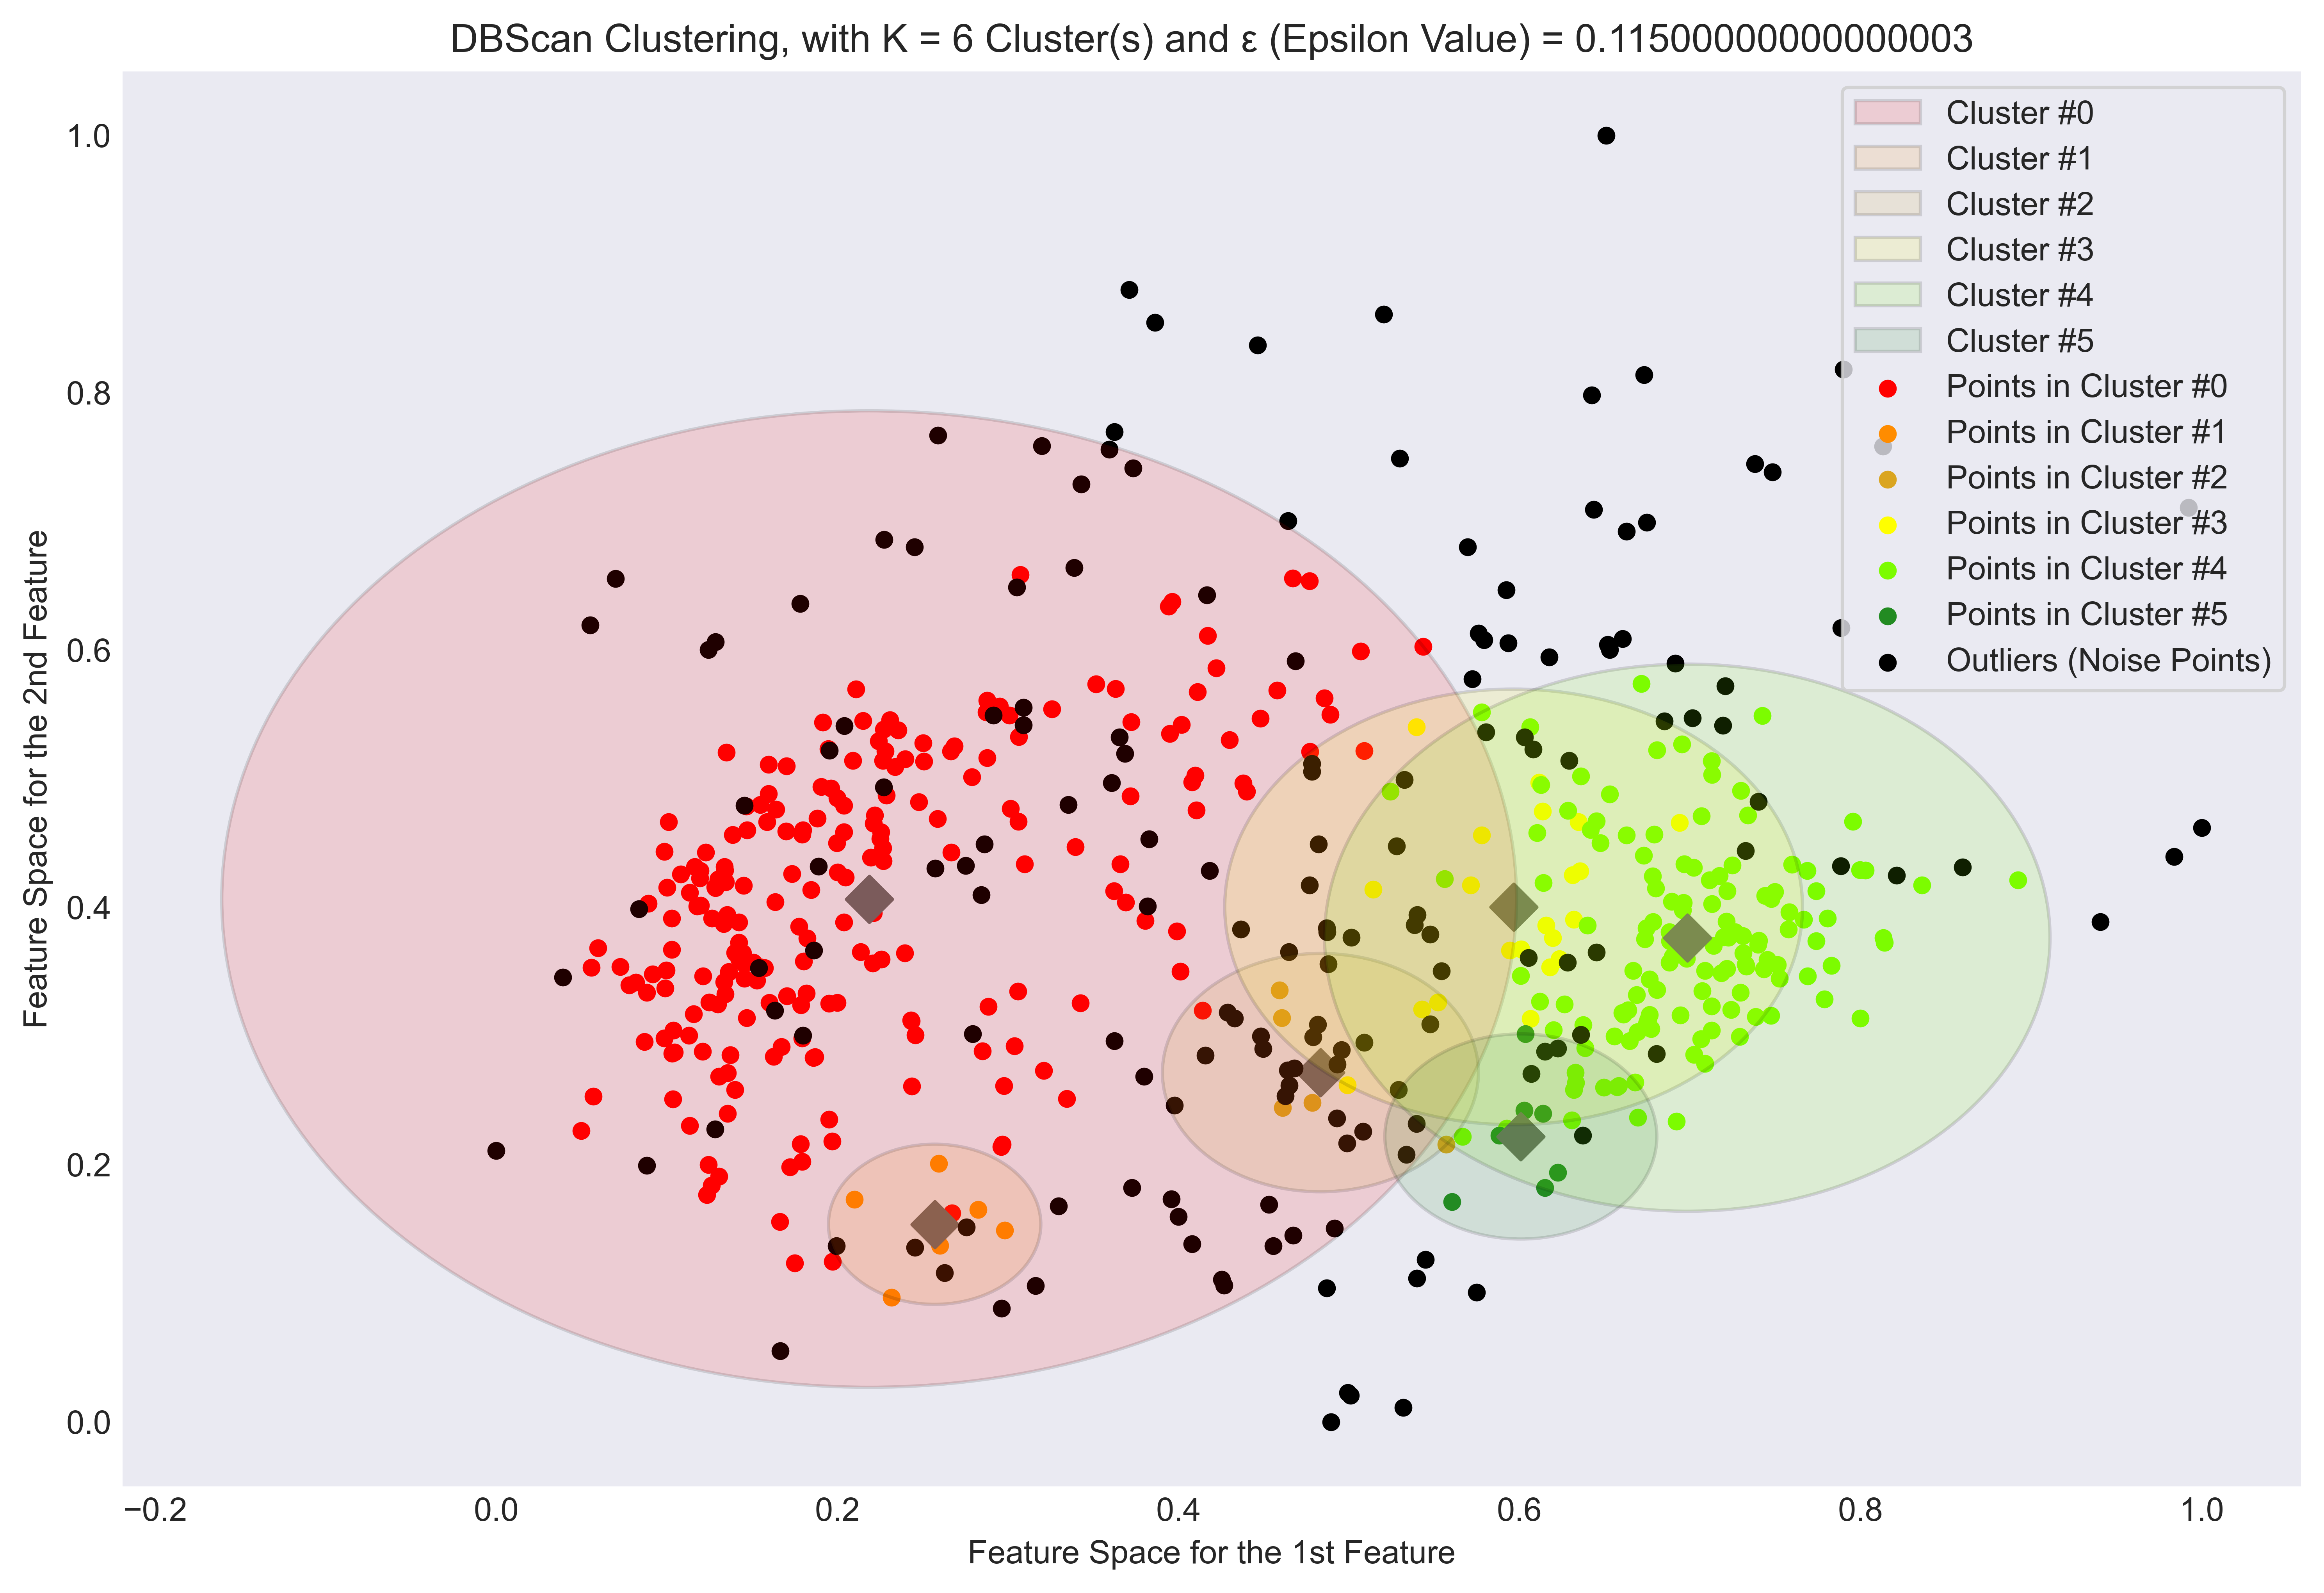 DBScan Clustering, with K = 6 Cluster(s) and ε (Epsilon Value) = 0.11500000000000003
Cluster #0
Cluster #1
Cluster #2
Cluster #3
Cluster #4
Cluster #5
Points in Cluster #0
Points in Cluster #1
Points in Cluster #2
Points in Cluster #3
Points in Cluster #4
Points in Cluster #5
Outliers (Noise Points)
Feature Space for the 2nd Feature
1.0
0.8
0.6
0.4
0.2
0.0
−0.2 0.0 0.2 0.4 0.6 0.8 1.0
Feature Space for the 1st Feature